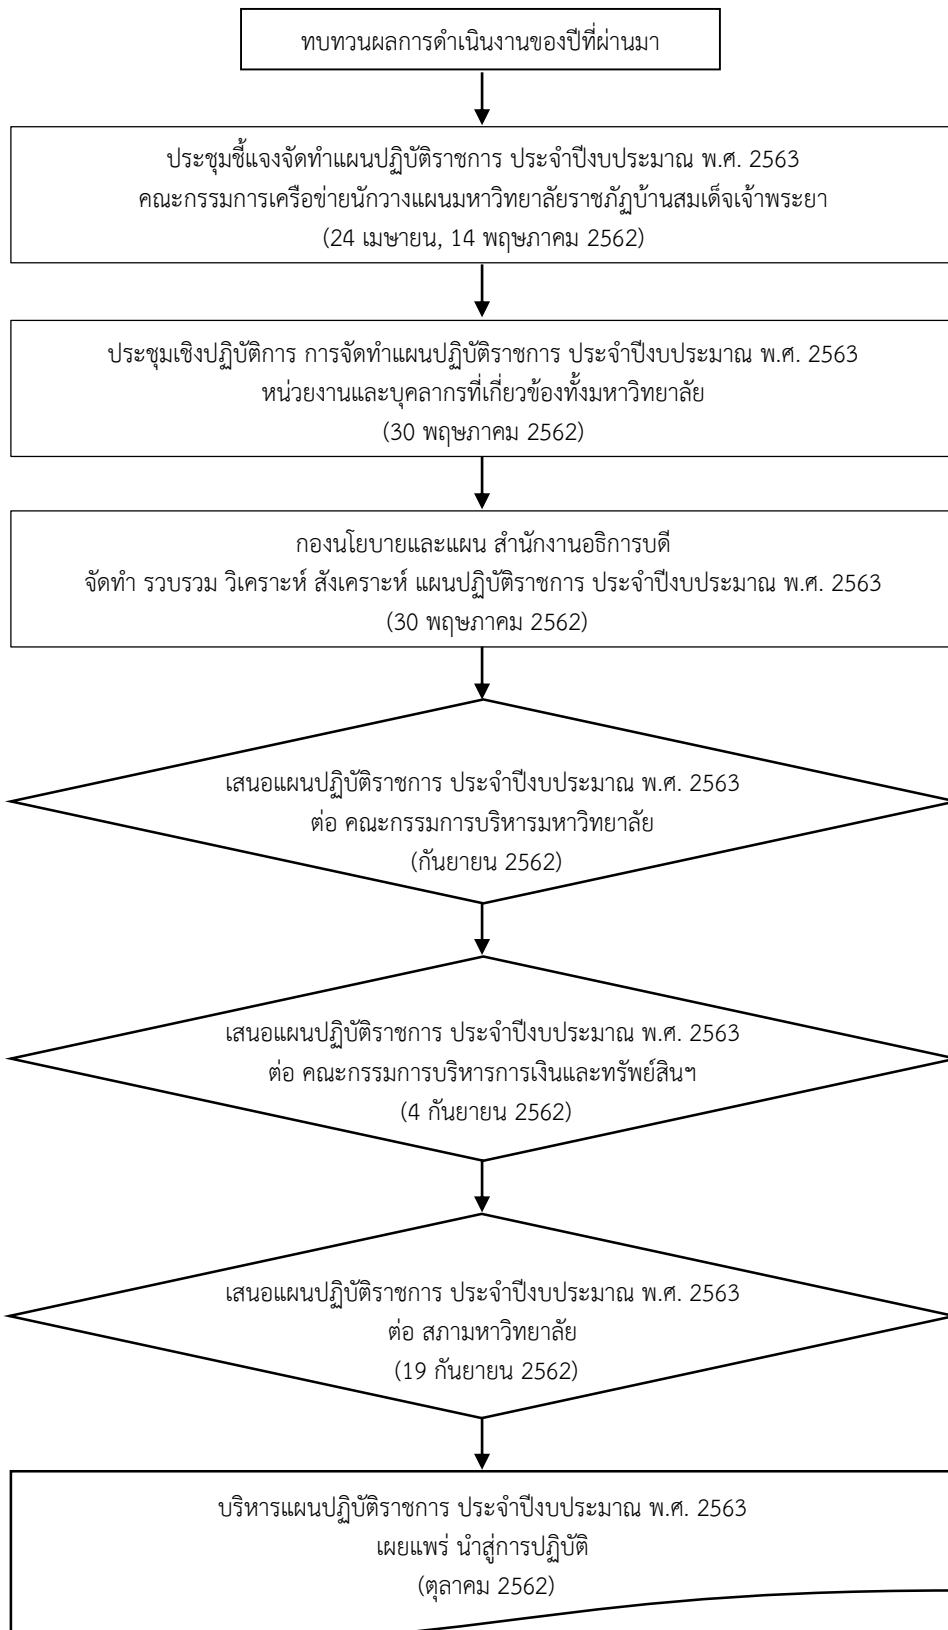 ทบทวนผลการดำเนินงานของปีที่ผ่านมา
ประชุมชี้แจงจัดทำแผนปฏิบัติราชการ ประจำปีงบประมาณ พ.ศ. 2563
คณะกรรมการเครือข่ายนักวางแผนมหาวิทยาลัยราชภัฏบ้านสมเด็จเจ้าพระยา
(24 เมษายน, 14 พฤษภาคม 2562)
ประชุมเชิงปฏิบัติการ การจัดทำแผนปฏิบัติราชการ ประจำปีงบประมาณ พ.ศ. 2563
หน่วยงานและบุคลากรที่เกี่ยวข้องทั้งมหาวิทยาลัย
(30 พฤษภาคม 2562)
กองนโยบายและแผน สำนักงานอธิการบดี
จัดทำ รวบรวม วิเคราะห์ สังเคราะห์ แผนปฏิบัติราชการ ประจำปีงบประมาณ พ.ศ. 2563
(30 พฤษภาคม 2562)
เสนอแผนปฏิบัติราชการ ประจำปีงบประมาณ พ.ศ. 2563
ต่อ คณะกรรมการบริหารมหาวิทยาลัย
(กันยายน 2562)
เสนอแผนปฏิบัติราชการ ประจำปีงบประมาณ พ.ศ. 2563
ต่อ คณะกรรมการบริหารการเงินและทรัพย์สินฯ
(4 กันยายน 2562)
เสนอแผนปฏิบัติราชการ ประจำปีงบประมาณ พ.ศ. 2563
ต่อ สภามหาวิทยาลัย
(19 กันยายน 2562)
บริหารแผนปฏิบัติราชการ ประจำปีงบประมาณ พ.ศ. 2563
เผยแพร่ นำสู่การปฏิบัติ
(ตุลาคม 2562)